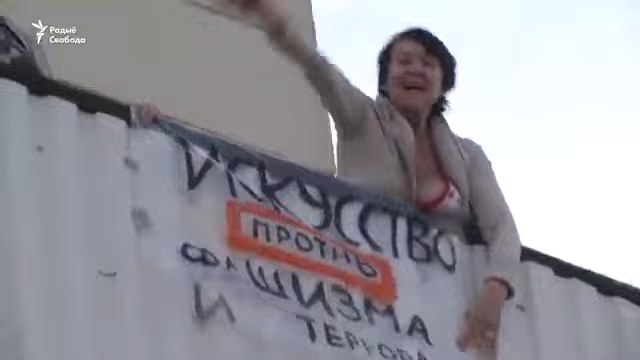 Радыё
Свабода
ИСКУССТВО
ПРОТИВ
ФАШИЗМА
И